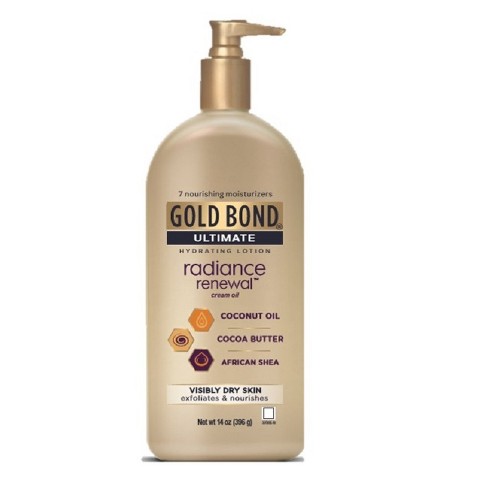 7 nourishing moisturizers
GOLD BOND®
ULTIMATE
HYDRATING LOTION
radiance
renewal™
cream oil
COCONUT OIL
COCOA BUTTER
AFRICAN SHEA
VISIBLY DRY SKIN
exfoliates & nourishes
Net wt 14 oz (396 g)